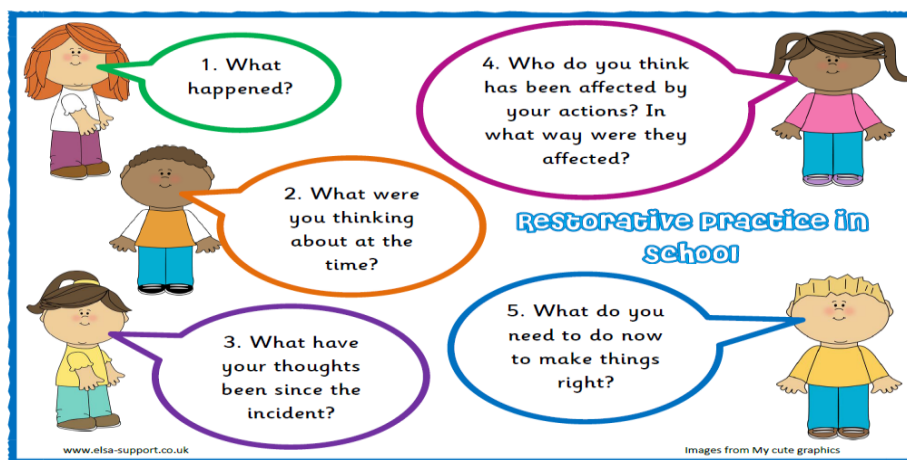 1. What
happened?
2. What were
you thinking
about at the
time?
3. What have
your thoughts
been since the
incident?
4. Who do you think
has been affected by
your actions? In
what way were they
affected?
Restorative Practice in
School
5. What do you
need to do now
to make things
right?
www.elsa-support.co.uk
Images from My cute graphics